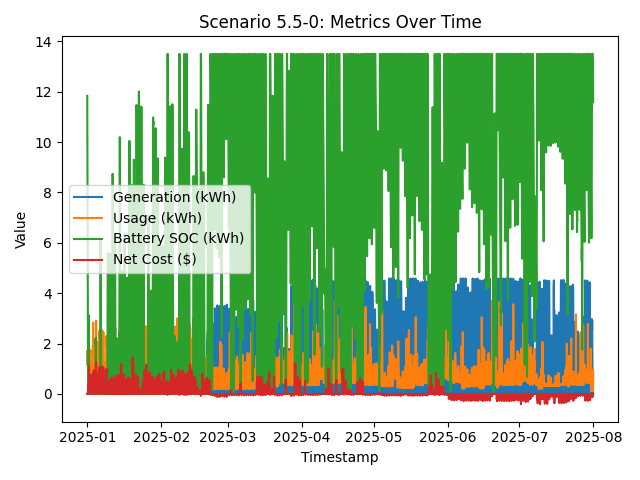 Scenario 5.5-0: Metrics Over Time
14
12
10
8
6
4
2
0
Value
Generation (kWh)
Usage (kWh)
Battery SOC (kWh)
Net Cost ($)
2025-01 2025-02 2025-03 2025-04 2025-05 2025-06 2025-07 2025-08
Timestamp